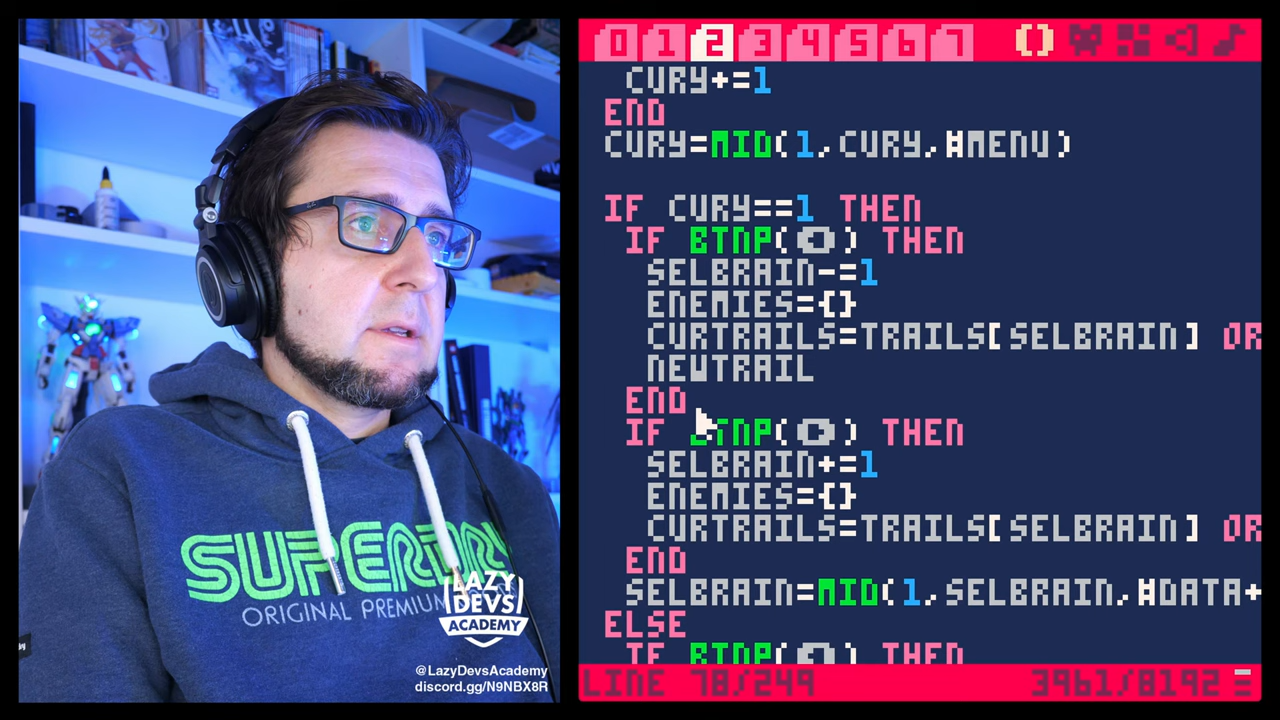 SUPERDRY
ORIGINAL PREMIUM
LAZY
DEVS
ACADEMY
@LazyDevsAcademy
discord.gg/N9NBX8R
0 1 2 3 4 5 6 7 ()
CURY+=1
END
CURY=MID(1,CURY,#MENU)
IF CURY==1 THEN
IF BTNP(⬅️) THEN
SELBRAIN-=1
ENEMIES={}
CURTRAILS=TRAILS[SELBRAIN] OR
NEWTRAIL
END
IF BTNP(➡️) THEN
SELBRAIN+=1
ENEMIES={}
CURTRAILS=TRAILS[SELBRAIN] OR
END
SELBRAIN=MID(1,SELBRAIN,#DATA+
ELSE
IF BTNP(⬅️) THEN
LINE 78/249 3961/8192